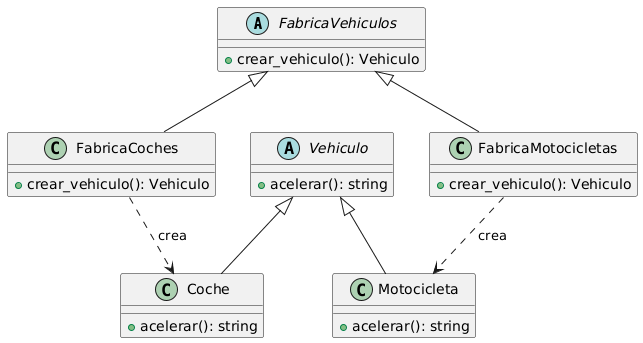 A FabricaVehiculos
crear_vehiculo(): Vehiculo
C FabricaCoches
crear_vehiculo(): Vehiculo
A Vehiculo
acelerar(): string
C FabricaMotocicletas
crear_vehiculo(): Vehiculo
crea
crea
C Coche
acelerar(): string
C Motocicleta
acelerar(): string